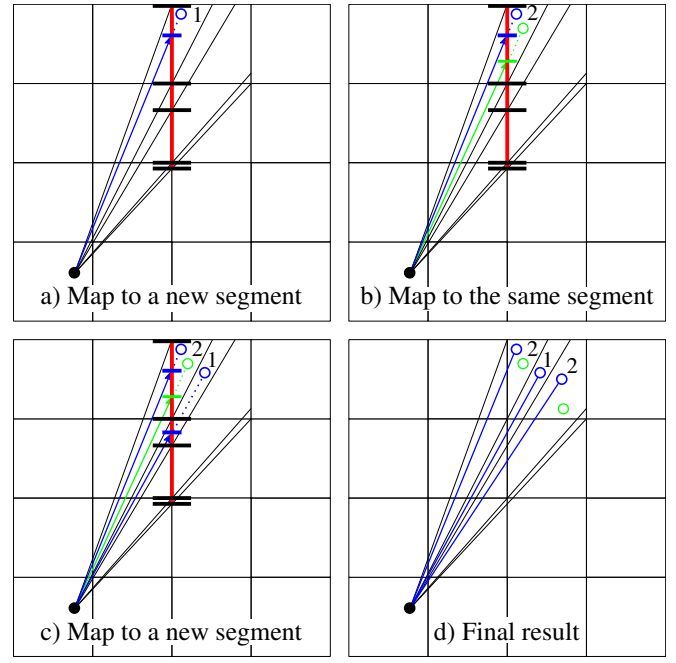 1
2
a) Map to a new segment
b) Map to the same segment
2
1
1
2
2
c) Map to a new segment
d) Final result